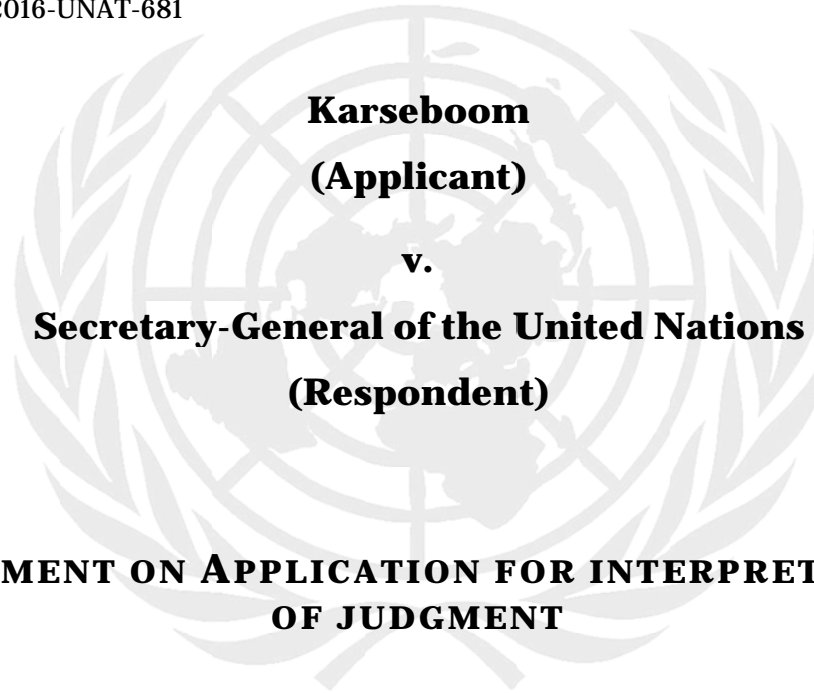 2016-UNAT-681
Karseboom
(Applicant)
v.
Secretary-General of the United Nations
(Respondent)
MENT ON APPLICATION FOR INTERPRET
OF JUDGMENT